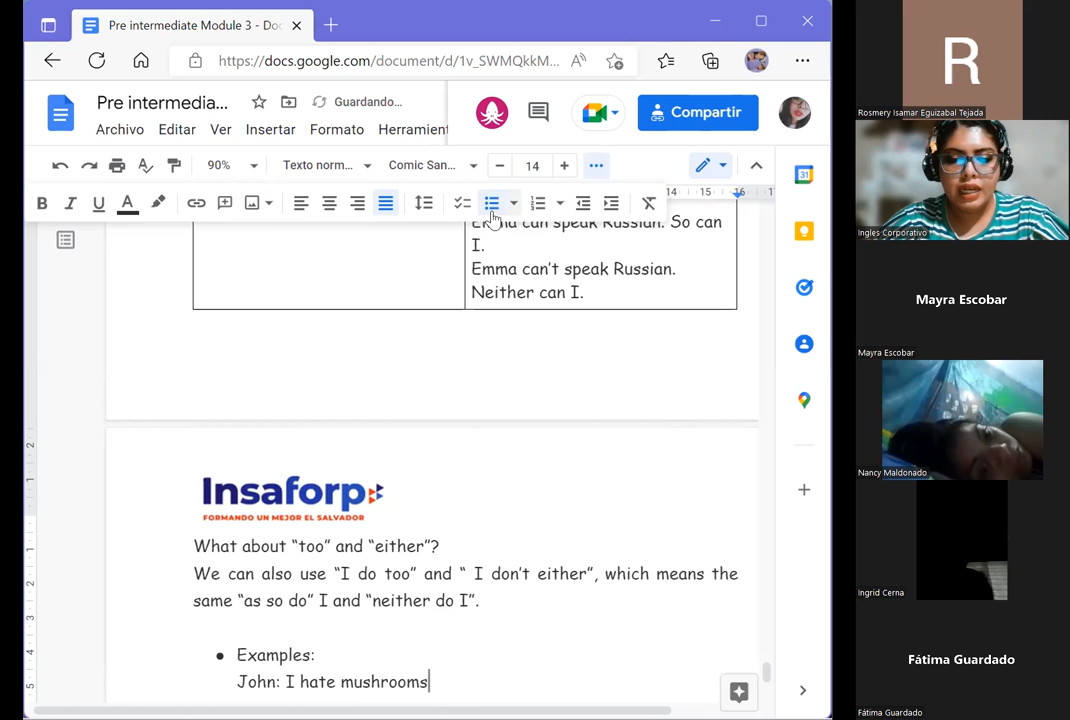 Pre intermediate Module 3 - Doc
https://docs.google.com/document/d/1v_SWMQkkM...
Pre intermedia...
Guardando...
Compartir
Archivo Editar Ver Insertar Formato Herramien
90% Texto norm... Comic San... 14
14 15 16
Emma can speak Russian. So can
I.
Emma can't speak Russian.
Neither can I.
Insaforp
FORMANDO UN MEJOR EL SALVADOR
What about “too” and “either”?
We can also use “I do too” and “ I don't either”, which means the
same “as so do” I and “neither do I”.
Examples:
John: I hate mushrooms
R
Rosmery Isamar Eguizabal Tejada
Ingles Corporativo
Mayra Escobar
Mayra Escobar
Nancy Maldonado
Ingrid Cerna
Fátima Guardado
Fátima Guardado